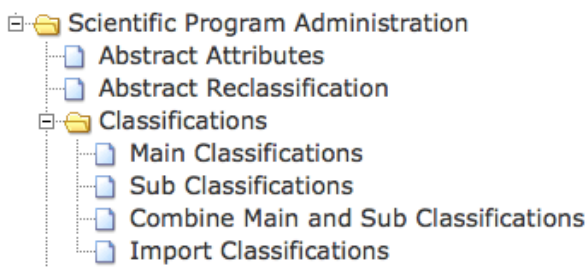 Scientific Program Administration
Abstract Attributes
Abstract Reclassification
Classifications
Main Classifications
Sub Classifications
Combine Main and Sub Classifications
Import Classifications